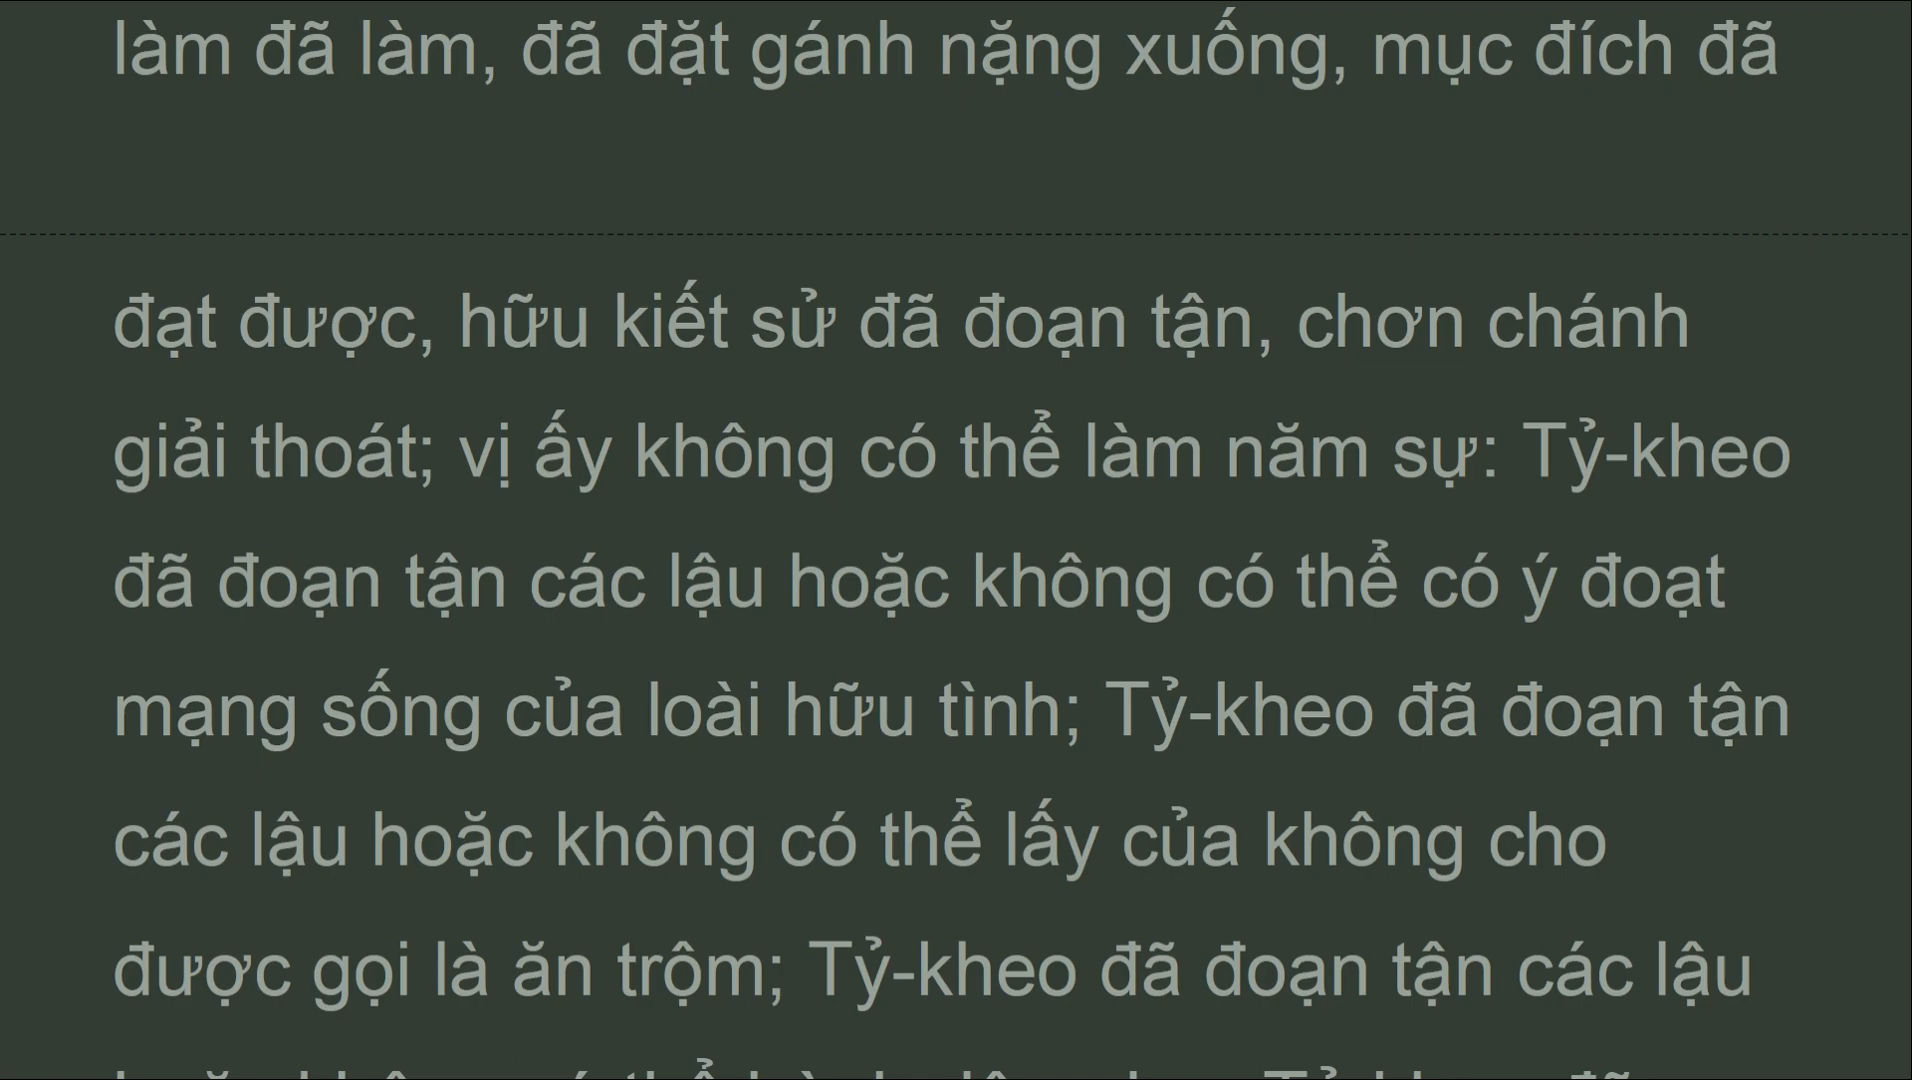 làm đã làm, đã đặt gánh nặng xuống, mục đích đã
đạt được, hữu kiết sử đã đoạn tận, chơn chánh
giải thoát; vị ấy không có thể làm năm sự: Tỷ-kheo
đã đoạn tận các lậu hoặc không có thể có ý đoạt
mạng sống của loài hữu tình; Tỷ-kheo đã đoạn tận
các lậu hoặc không có thể lấy của không cho
được gọi là ăn trộm; Tỷ-kheo đã đoạn tận các lậu